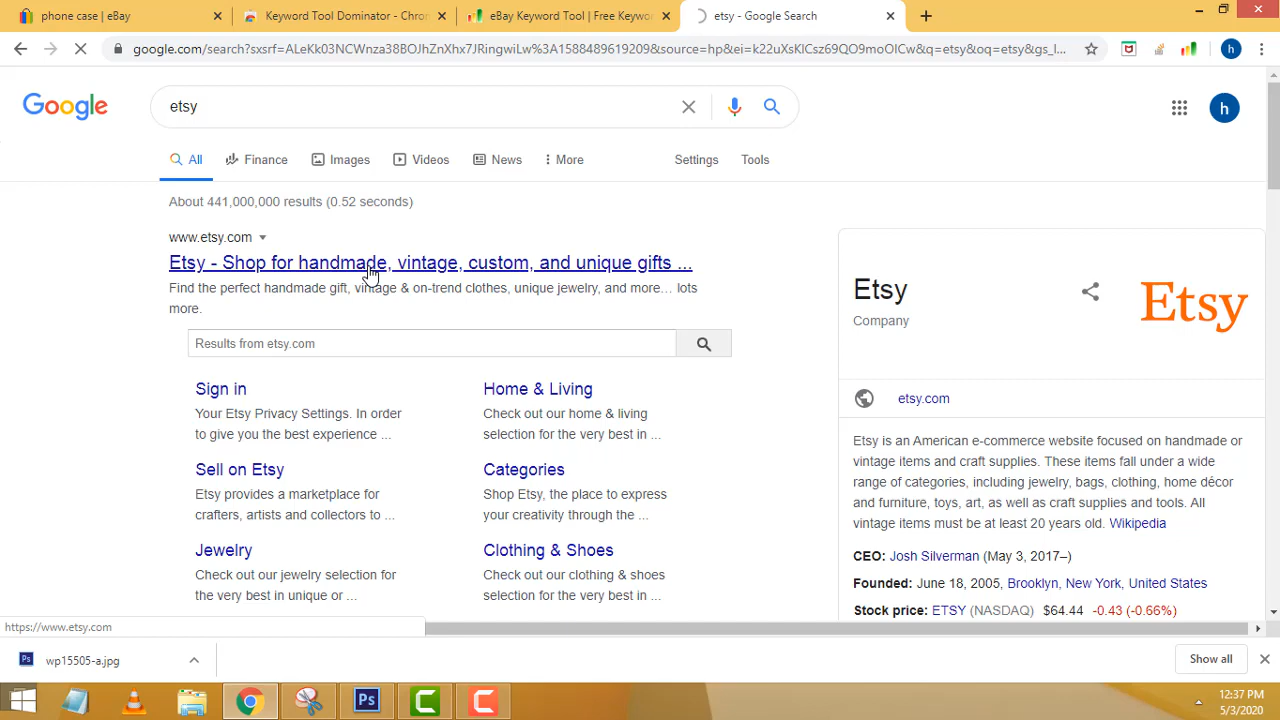 phone case | eBay
Keyword Tool Dominator - Chron
eBay Keyword Tool | Free Keywo
etsy - Google Search
google.com/search?sxsrf=ALeKk03NCWnza38BOJhZnXhx7JRingwiLw%3A1588489619209&source=hp&ei=k22uXsKlCz69QO9moOICw&q=etsy&oq=etsy&gs_l...
h
Google
etsy
h
All
Finance
Images
Videos
News
More
Settings
Tools
About 441,000,000 results (0.52 seconds)
www.etsy.com
Etsy - Shop for handmade, vintage, custom, and unique gifts ...
Find the perfect handmade gift, vintage & on-trend clothes, unique jewelry, and more… lots
more.
Results from etsy.com
Sign in
Your Etsy Privacy Settings. In order
to give you the best experience ...
Home & Living
Check out our home & living
selection for the very best in ...
Sell on Etsy
Etsy provides a marketplace for
crafters, artists and collectors to ...
Categories
Shop Etsy, the place to express
your creativity through the ...
Jewelry
Check out our jewelry selection for
the very best in unique or ...
Clothing & Shoes
Check out our clothing & shoes
selection for the very best in ...
Etsy
Company
Etsy
etsy.com
Etsy is an American e-commerce website focused on handmade or
vintage items and craft supplies. These items fall under a wide
range of categories, including jewelry, bags, clothing, home décor
and furniture, toys, art, as well as craft supplies and tools. All
vintage items must be at least 20 years old. Wikipedia
CEO: Josh Silverman (May 3, 2017–)
Founded: June 18, 2005, Brooklyn, New York, United States
Stock price: ETSY (NASDAQ) $64.44 -0.43 (-0.66%)
https://www.etsy.com
Ps
wp15505-a.jpg
Show all
Ps
C
C
12:37 PM
5/3/2020